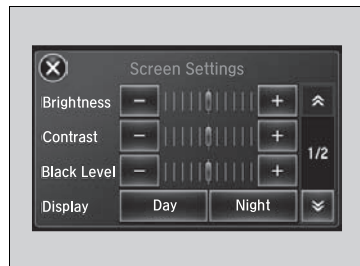 Screen Settings
Brightness - +
Contrast - +
1/2
Black Level - +
Display Day Night